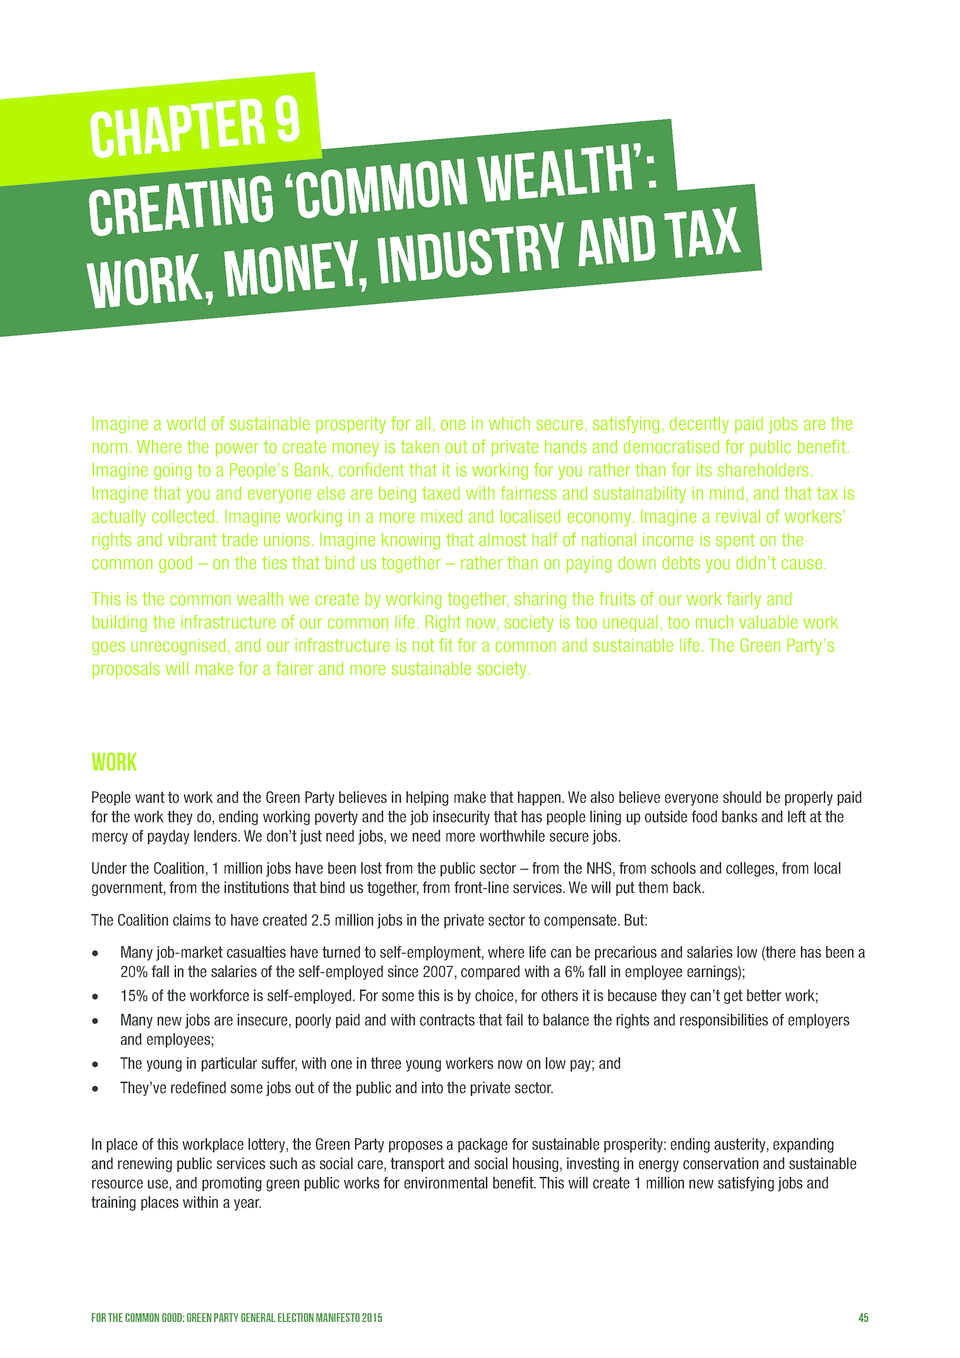 CHAPTER 9
CREATING ‘COMMON WEALTH’:
WORK, MONEY, INDUSTRY AND TAX
Imagine a world of sustainable prosperity for all, one in which secure, satisfying, decently paid jobs are the
norm. Where the power to create money is taken out of private hands and democratised for public benefit.
Imagine going to a People’s Bank, confident that it is working for you rather than for its shareholders.
Imagine that you and everyone else are being taxed with fairness and sustainability in mind, and that tax is
actually collected. Imagine working in a more mixed and localised economy. Imagine a revival of workers’
rights and vibrant trade unions. Imagine knowing that almost half of national income is spent on the
common good – on the ties that bind us together – rather than on paying down debts you didn’t cause.
This is the common wealth we create by working together, sharing the fruits of our work fairly and
building the infrastructure of our common life. Right now, society is too unequal, too much valuable work
goes unrecognised, and our infrastructure is not fit for a common and sustainable life. The Green Party’s
proposals will make for a fairer and more sustainable society.
WORK
People want to work and the Green Party believes in helping make that happen. We also believe everyone should be properly paid
for the work they do, ending working poverty and the job insecurity that has people lining up outside food banks and left at the
mercy of payday lenders. We don’t just need jobs, we need more worthwhile secure jobs.
Under the Coalition, 1 million jobs have been lost from the public sector – from the NHS, from schools and colleges, from local
government, from the institutions that bind us together, from front-line services. We will put them back.
The Coalition claims to have created 2.5 million jobs in the private sector to compensate. But:
• Many job-market casualties have turned to self-employment, where life can be precarious and salaries low (there has been a
20% fall in the salaries of the self-employed since 2007, compared with a 6% fall in employee earnings);
• 15% of the workforce is self-employed. For some this is by choice, for others it is because they can’t get better work;
• Many new jobs are insecure, poorly paid and with contracts that fail to balance the rights and responsibilities of employers
and employees;
• The young in particular suffer, with one in three young workers now on low pay; and
• They’ve redefined some jobs out of the public and into the private sector.
In place of this workplace lottery, the Green Party proposes a package for sustainable prosperity: ending austerity, expanding
and renewing public services such as social care, transport and social housing, investing in energy conservation and sustainable
resource use, and promoting green public works for environmental benefit. This will create 1 million new satisfying jobs and
training places within a year.
FOR THE COMMON GOOD: GREEN PARTY GENERAL ELECTION MANIFESTO 2015 45